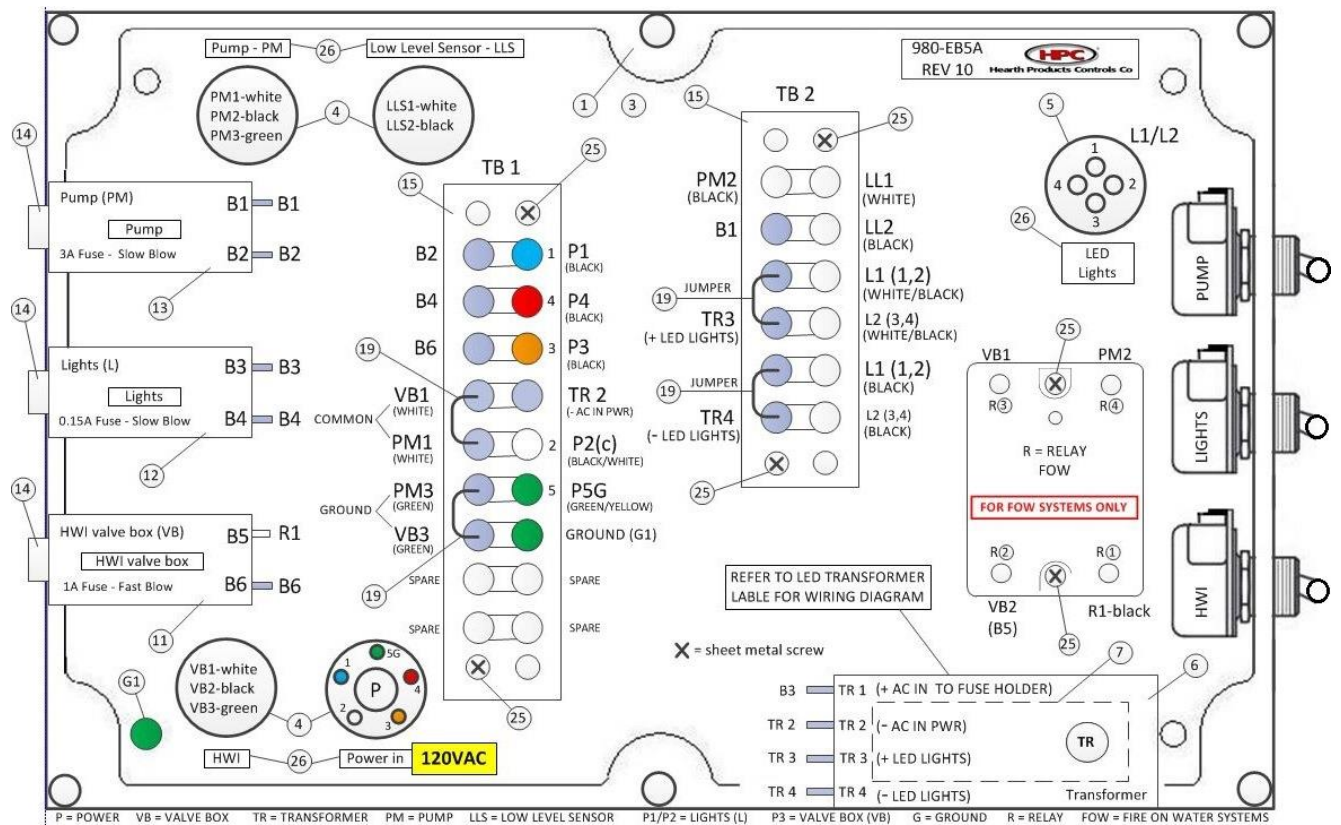 Pump - PM
26
Low Level Sensor - LLS
PM1-white
PM2-black
PM3-green
4
LLS1-white
LLS2-black
1
3
980-EB5A
REV 10
HPC
Hearth Products Controls Co
14
Pump (PM)
Pump
3A Fuse - Slow Blow
B1
B1
B2
B2
13
14
Lights (L)
Lights
0.15A Fuse - Slow Blow
B3
B3
B4
B4
12
14
HWI valve box (VB)
HWI valve box
1A Fuse - Fast Blow
B5
R1
B6
B6
11
TB 1
15
25
B2
1
P1
(BLACK)
B4
4
P4
(BLACK)
B6
3
P3
(BLACK)
19
VB1
(WHITE)
TR 2
(- AC IN PWR)
COMMON
PM1
(WHITE)
2
P2(c)
(BLACK/WHITE)
PM3
(GREEN)
5
P5G
(GREEN/YELLOW)
GROUND
VB3
(GREEN)
GROUND (G1)
19
SPARE
SPARE
SPARE
SPARE
25
TB 2
15
25
PM2
(BLACK)
LL1
(WHITE)
B1
LL2
(BLACK)
JUMPER
19
L1 (1,2)
(WHITE/BLACK)
TR3
(+ LED LIGHTS)
L2 (3,4)
(WHITE/BLACK)
JUMPER
19
L1 (1,2)
(BLACK)
TR4
(- LED LIGHTS)
L2 (3,4)
(BLACK)
25
5
L1/L2
1
4
2
3
26
LED
Lights
PUMP
LIGHTS
HWI
VB1
25
PM2
R③
R④
R = RELAY
FOW
FOR FOW SYSTEMS ONLY
R②
R①
VB2
(B5)
R1-black
25
REFER TO LED TRANSFORMER
LABLE FOR WIRING DIAGRAM
X = sheet metal screw
7
6
B3
TR 1
(+ AC IN TO FUSE HOLDER)
TR 2
TR 2
(- AC IN PWR)
TR
TR 3
TR 3
(+ LED LIGHTS)
TR 4
TR 4
(- LED LIGHTS)
Transformer
G1
VB1-white
VB2-black
VB3-green
4
5G
1
4
P
2
3
HWI
26
Power in
120VAC
P = POWER VB = VALVE BOX TR = TRANSFORMER PM = PUMP LLS = LOW LEVEL SENSOR P1/P2 = LIGHTS (L) P3 = VALVE BOX (VB) G = GROUND R = RELAY FOW = FIRE ON WATER SYSTEMS